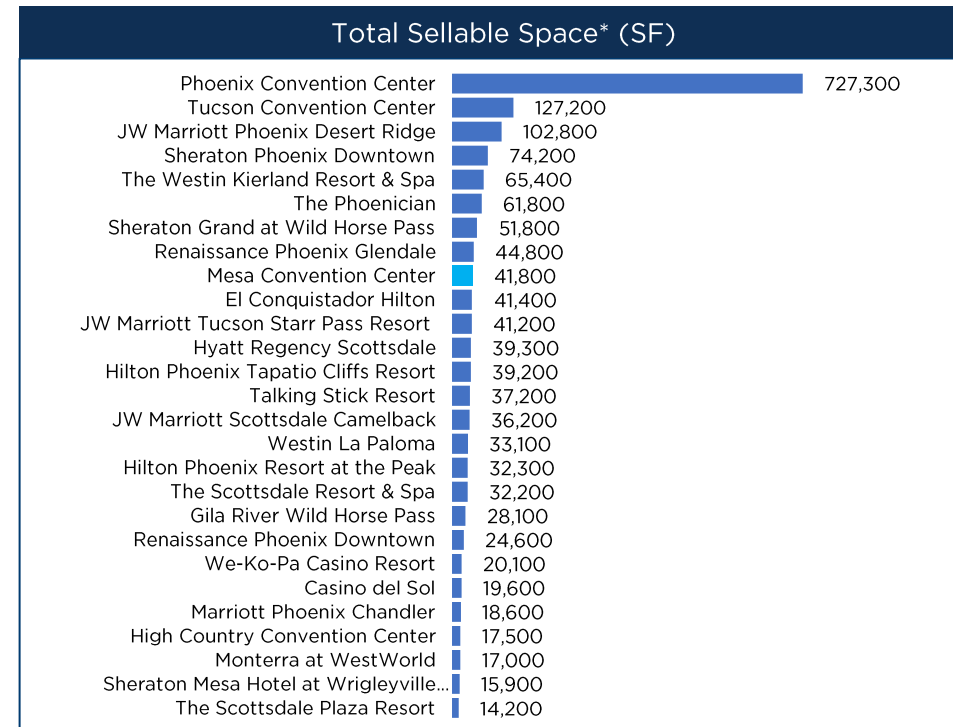 Total Sellable Space* (SF)
Phoenix Convention Center 727,300
Tucson Convention Center 127,200
JW Marriott Phoenix Desert Ridge 102,800
Sheraton Phoenix Downtown 74,200
The Westin Kierland Resort & Spa 65,400
The Phoenician 61,800
Sheraton Grand at Wild Horse Pass 51,800
Renaissance Phoenix Glendale 44,800
Mesa Convention Center 41,800
El Conquistador Hilton 41,400
JW Marriott Tucson Starr Pass Resort 41,200
Hyatt Regency Scottsdale 39,300
Hilton Phoenix Tapatio Cliffs Resort 39,200
Talking Stick Resort 37,200
JW Marriott Scottsdale Camelback 36,200
Westin La Paloma 33,100
Hilton Phoenix Resort at the Peak 32,300
The Scottsdale Resort & Spa 32,200
Gila River Wild Horse Pass 28,100
Renaissance Phoenix Downtown 24,600
We-Ko-Pa Casino Resort 20,100
Casino del Sol 19,600
Marriott Phoenix Chandler 18,600
High Country Convention Center 17,500
Monterra at WestWorld 17,000
Sheraton Mesa Hotel at Wrigleyville... 15,900
The Scottsdale Plaza Resort 14,200